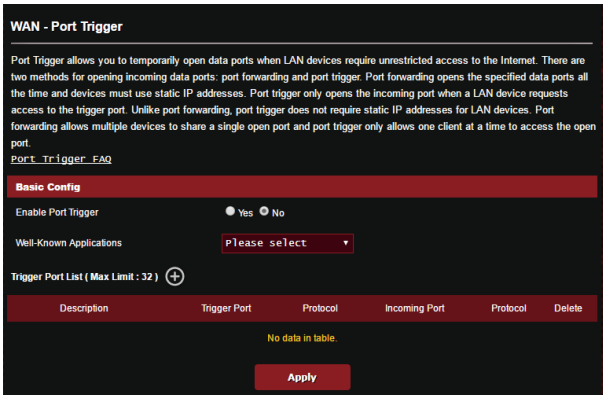 WAN - Port Trigger
Port Trigger allows you to temporarily open data ports when LAN devices require unrestricted access to the Internet. There are
two methods for opening incoming data ports: port forwarding and port trigger. Port forwarding opens the specified data ports all
the time and devices must use static IP addresses. Port trigger only opens the incoming port when a LAN device requests
access to the trigger port. Unlike port forwarding, port trigger does not require static IP addresses for LAN devices. Port
forwarding allows multiple devices to share a single open port and port trigger only allows one client at a time to access the open
port.
Port Trigger FAQ
Basic Config
Enable Port Trigger Yes No
Well-Known Applications Please select
Trigger Port List ( Max Limit : 32 )
Description Trigger Port Protocol Incoming Port Protocol Delete
No data in table.
Apply